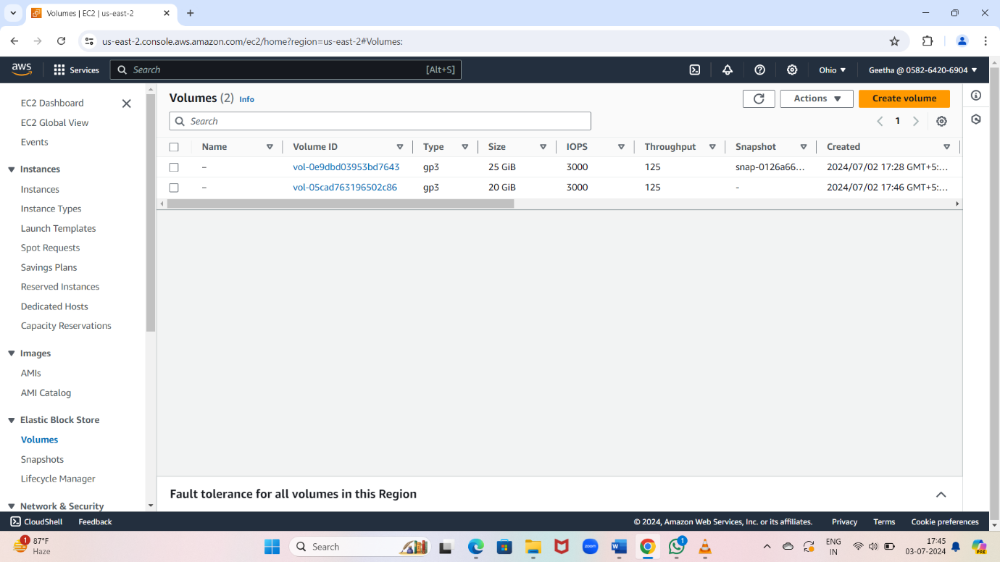 Volumes | EC2 | us-east-2
us-east-2.console.aws.amazon.com/ec2/home?region=us-east-2#Volumes:
aws
Services
Search
[Alt+S]
Ohio
Geetha @ 0582-6420-6904
EC2 Dashboard
EC2 Global View
Events
Instances
Instances
Instance Types
Launch Templates
Spot Requests
Savings Plans
Reserved Instances
Dedicated Hosts
Capacity Reservations
Images
AMIs
AMI Catalog
Elastic Block Store
Volumes
Snapshots
Lifecycle Manager
Network & Security
Volumes (2) Info
Actions
Create volume
Search
1
Name Volume ID Type Size IOPS Throughput Snapshot Created
– vol-0e9dbd03953bd7643 gp3 25 GiB 3000 125 snap-0126a66... 2024/07/02 17:28 GMT+5:...
– vol-05cad763196502c86 gp3 20 GiB 3000 125 - 2024/07/02 17:46 GMT+5:...
Fault tolerance for all volumes in this Region
CloudShell Feedback © 2024, Amazon Web Services, Inc. or its affiliates. Privacy Terms Cookie preferences
1
87°F
Haze
Search
zoom
W
1
ENG
IN
17:45
03-07-2024
PRE